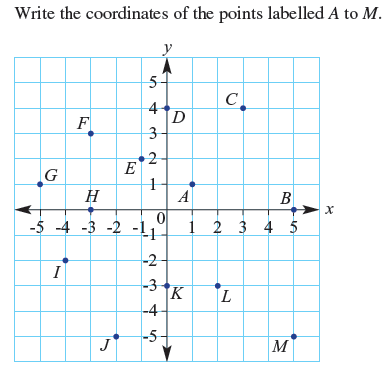 Write the coordinates of the points labelled A to M.
y
5
4
C
D
F
3
E
2
G
1
H
A
B
x
0
-5 -4 -3 -2 -1
1 2 3 4 5
-1
I
-2
-3
K
L
-4
J
-5
M